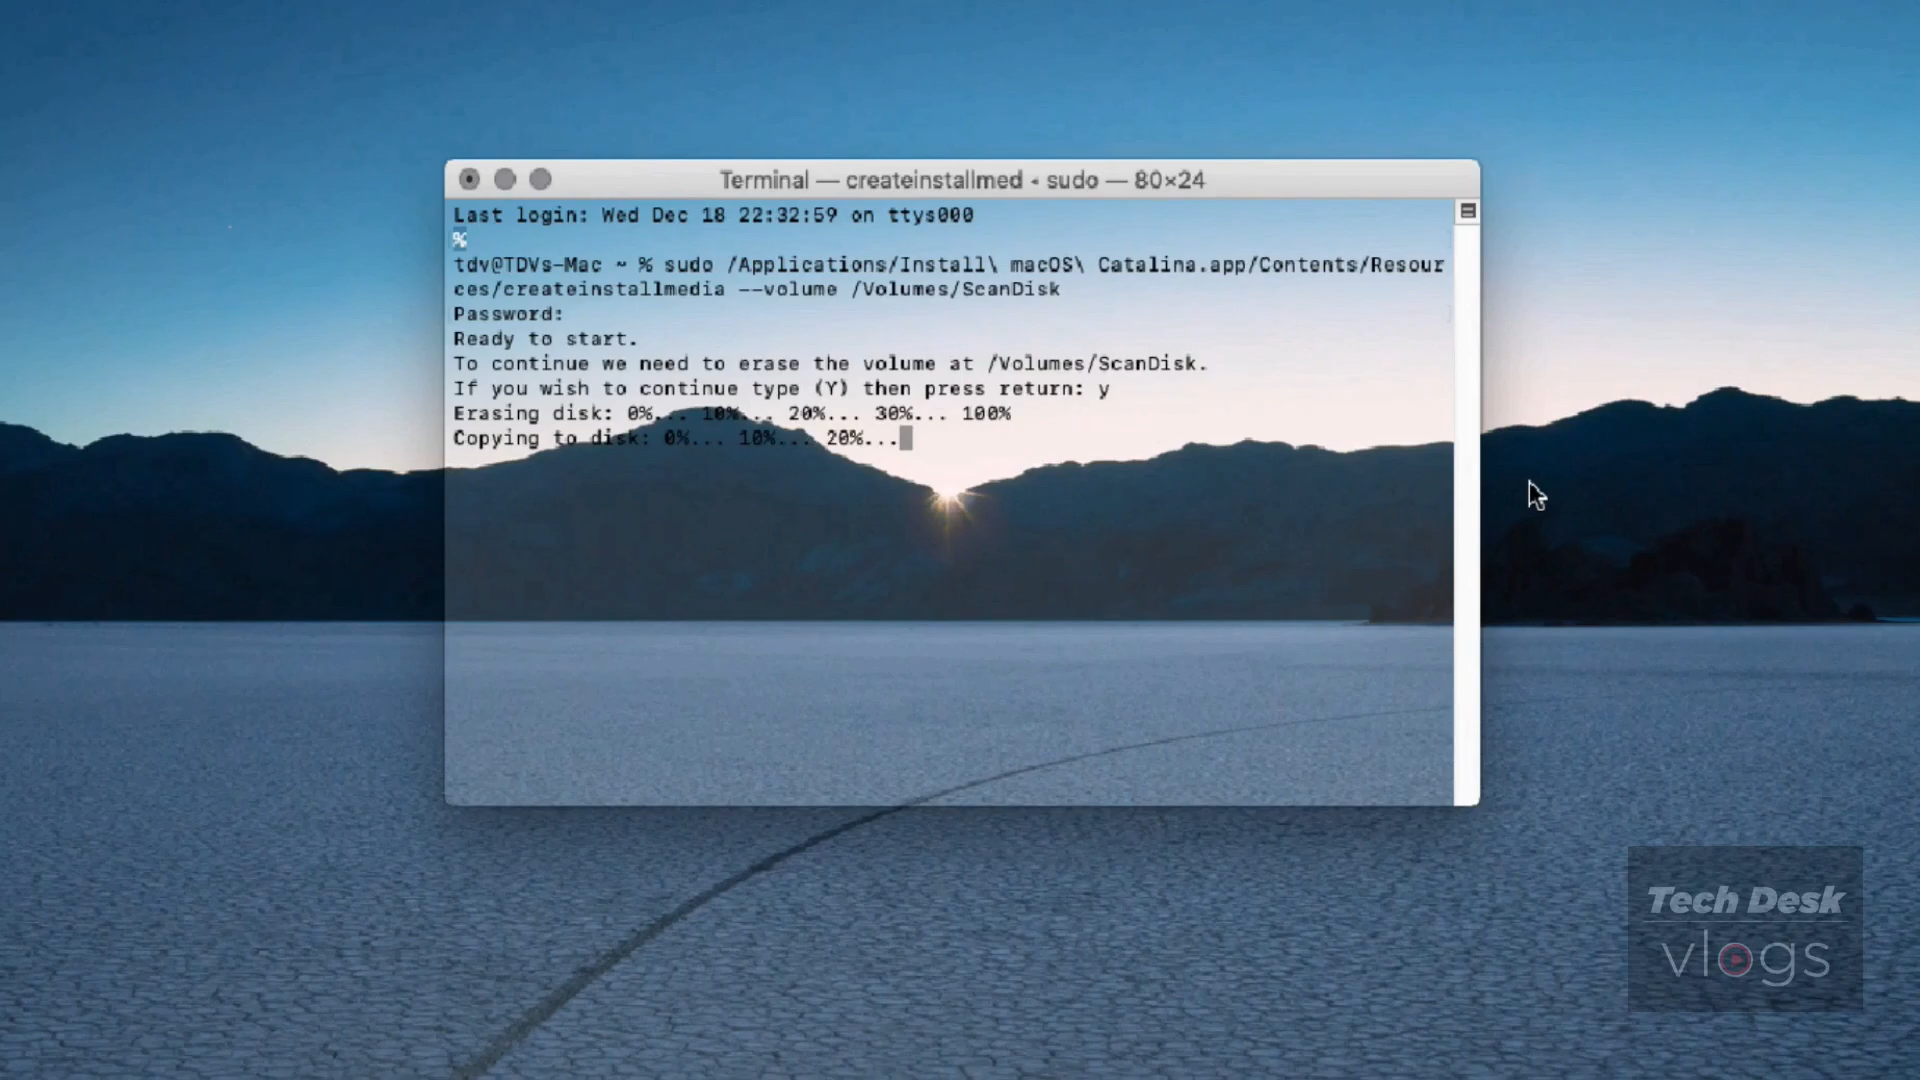 Terminal — createinstallmed ◂ sudo — 80×24
Last login: Wed Dec 18 22:32:59 on ttys000
%
tdv@TDVs-Mac ~ % sudo /Applications/Install\ macOS\ Catalina.app/Contents/Resour
ces/createinstallmedia --volume /Volumes/ScanDisk
Password:
Ready to start.
To continue we need to erase the volume at /Volumes/ScanDisk.
If you wish to continue type (Y) then press return: y
Erasing disk: 0%... 10%... 20%... 30%... 100%
Copying to disk: 0%... 10%... 20%...
Tech Desk
vlogs